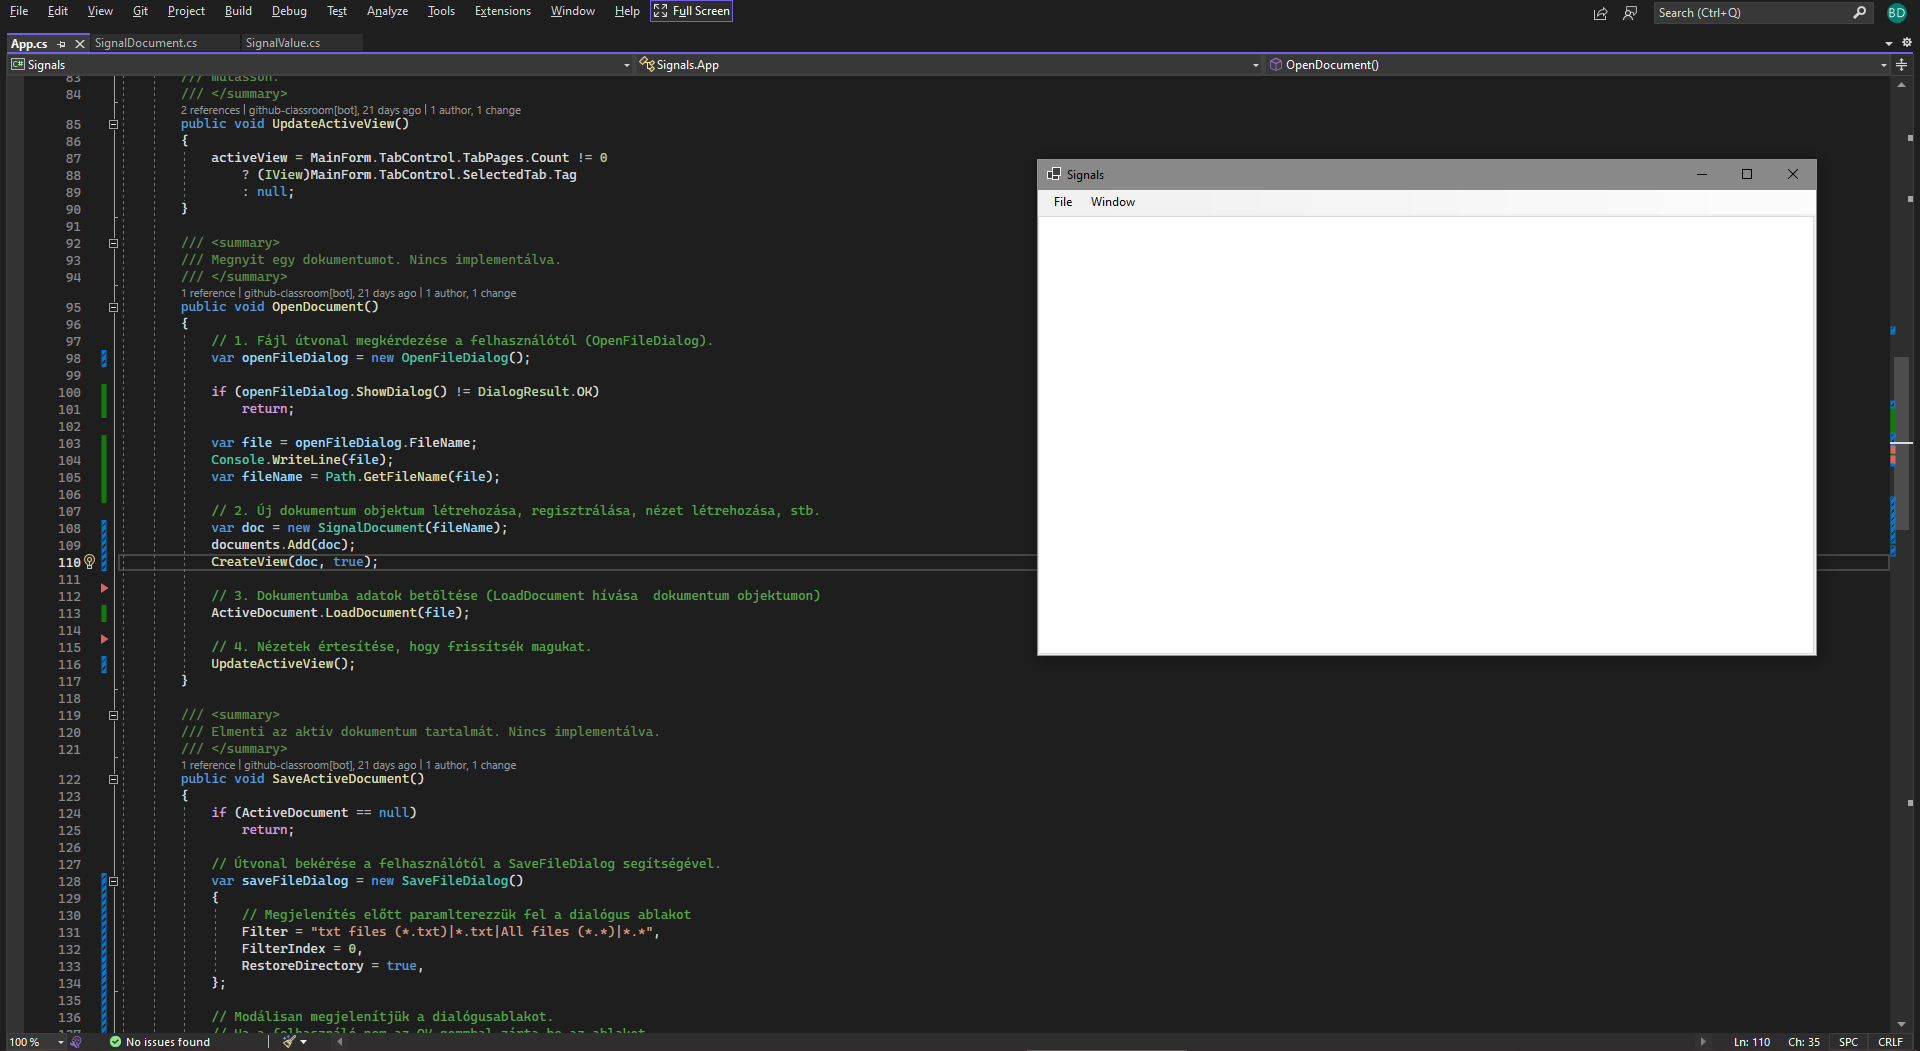 File Edit View Git Project Build Debug Test Analyze Tools Extensions Window Help Full Screen Search (Ctrl+Q) BD
App.cs SignalDocument.cs SignalValue.cs
C# Signals Signals.App OpenDocument()
83 /// mutasson.
84 /// </summary>
2 references | github-classroom[bot], 21 days ago | 1 author, 1 change
85 public void UpdateActiveView()
86 {
87 activeView = MainForm.TabControl.TabPages.Count != 0
88 ? (IView)MainForm.TabControl.SelectedTab.Tag
89 : null;
90 }
91
92 /// <summary>
93 /// Megnyit egy dokumentumot. Nincs implementálva.
94 /// </summary>
1 reference | github-classroom[bot], 21 days ago | 1 author, 1 change
95 public void OpenDocument()
96 {
97 // 1. Fájl útvonal megkérdezése a felhasználótól (OpenFileDialog).
98 var openFileDialog = new OpenFileDialog();
99
100 if (openFileDialog.ShowDialog() != DialogResult.OK)
101 return;
102
103 var file = openFileDialog.FileName;
104 Console.WriteLine(file);
105 var fileName = Path.GetFileName(file);
106
107 // 2. Új dokumentum objektum létrehozása, regisztrálása, nézet létrehozása, stb.
108 var doc = new SignalDocument(fileName);
109 documents.Add(doc);
110 CreateView(doc, true);
111
112 // 3. Dokumentumba adatok betöltése (LoadDocument hívása  dokumentum objektumon)
113 ActiveDocument.LoadDocument(file);
114
115 // 4. Nézetek értesítése, hogy frissítsék magukat.
116 UpdateActiveView();
117 }
118
119 /// <summary>
120 /// Elmenti az aktív dokumentum tartalmát. Nincs implementálva.
121 /// </summary>
1 reference | github-classroom[bot], 21 days ago | 1 author, 1 change
122 public void SaveActiveDocument()
123 {
124 if (ActiveDocument == null)
125 return;
126
127 // Útvonal bekérése a felhasználótól a SaveFileDialog segítségével.
128 var saveFileDialog = new SaveFileDialog()
129 {
130 // Megjelenítés előtt paramlterezzük fel a dialógus ablakot
131 Filter = "txt files (*.txt)|*.txt|All files (*.*)|*.*",
132 FilterIndex = 0,
133 RestoreDirectory = true,
134 };
135
136 // Modálisan megjelenítjük a dialógusablakot.
137 // Ha a felhasználó nem az OK gombbal zárta be az ablakot
Signals
File Window
100 % No issues found Ln: 110 Ch: 35 SPC CRLF